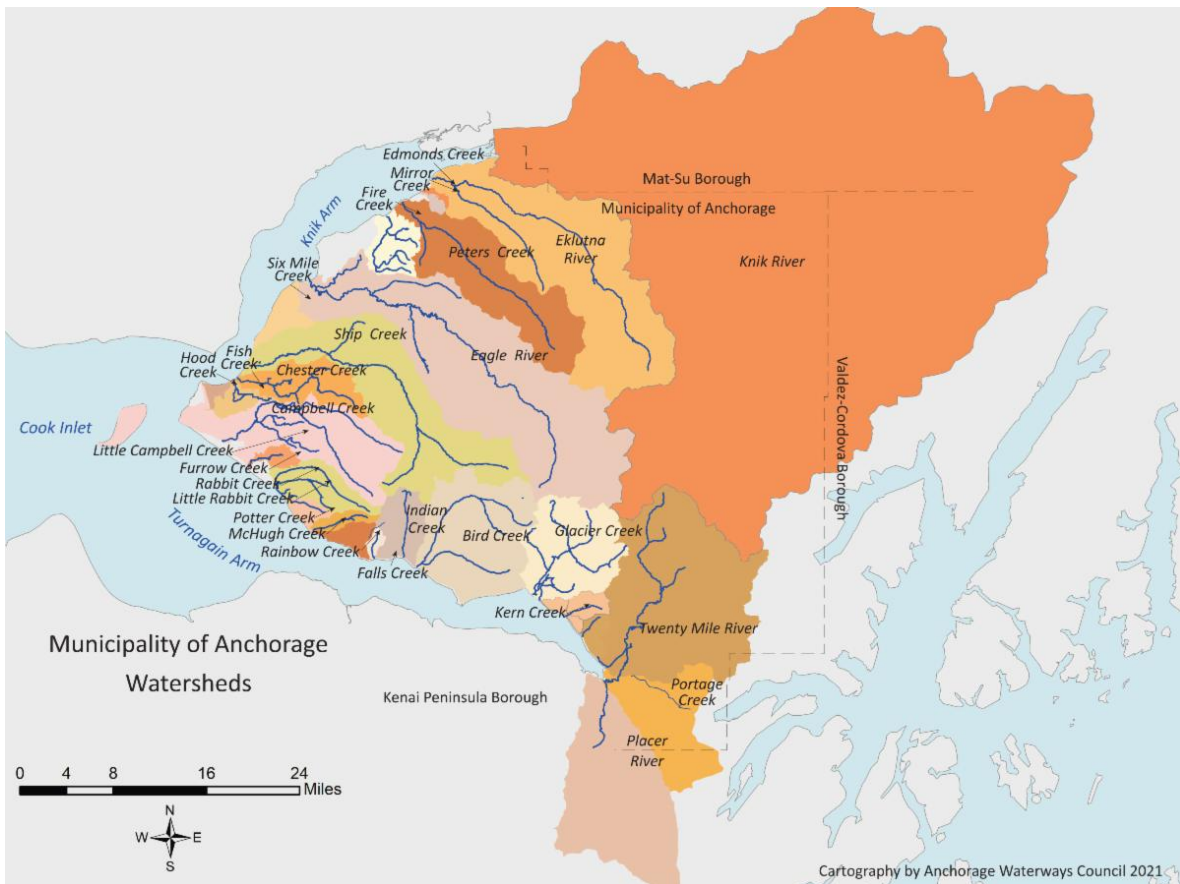 Edmonds Creek
Mirror
Creek
Fire
Creek
Knik Arm
Mat-Su Borough
Municipality of Anchorage
Peters Creek
Eklutna
River
Knik River
Six Mile
Creek
Ship Creek
Eagle River
Hood
Creek
Fish
Creek
Chester Creek
Campbell Creek
Valdez-Cordova Borough
Cook Inlet
Little Campbell Creek
Furrow Creek
Rabbit Creek
Little Rabbit Creek
Potter Creek
McHugh Creek
Rainbow Creek
Turnagain Arm
Falls Creek
Indian
Creek
Bird Creek
Glacier Creek
Kern Creek
Twenty Mile River
Municipality of Anchorage
Watersheds
Kenai Peninsula Borough
Portage
Creek
Placer
River
0 4 8 16 24
Miles
N
W E
S
Cartography by Anchorage Waterways Council 2021